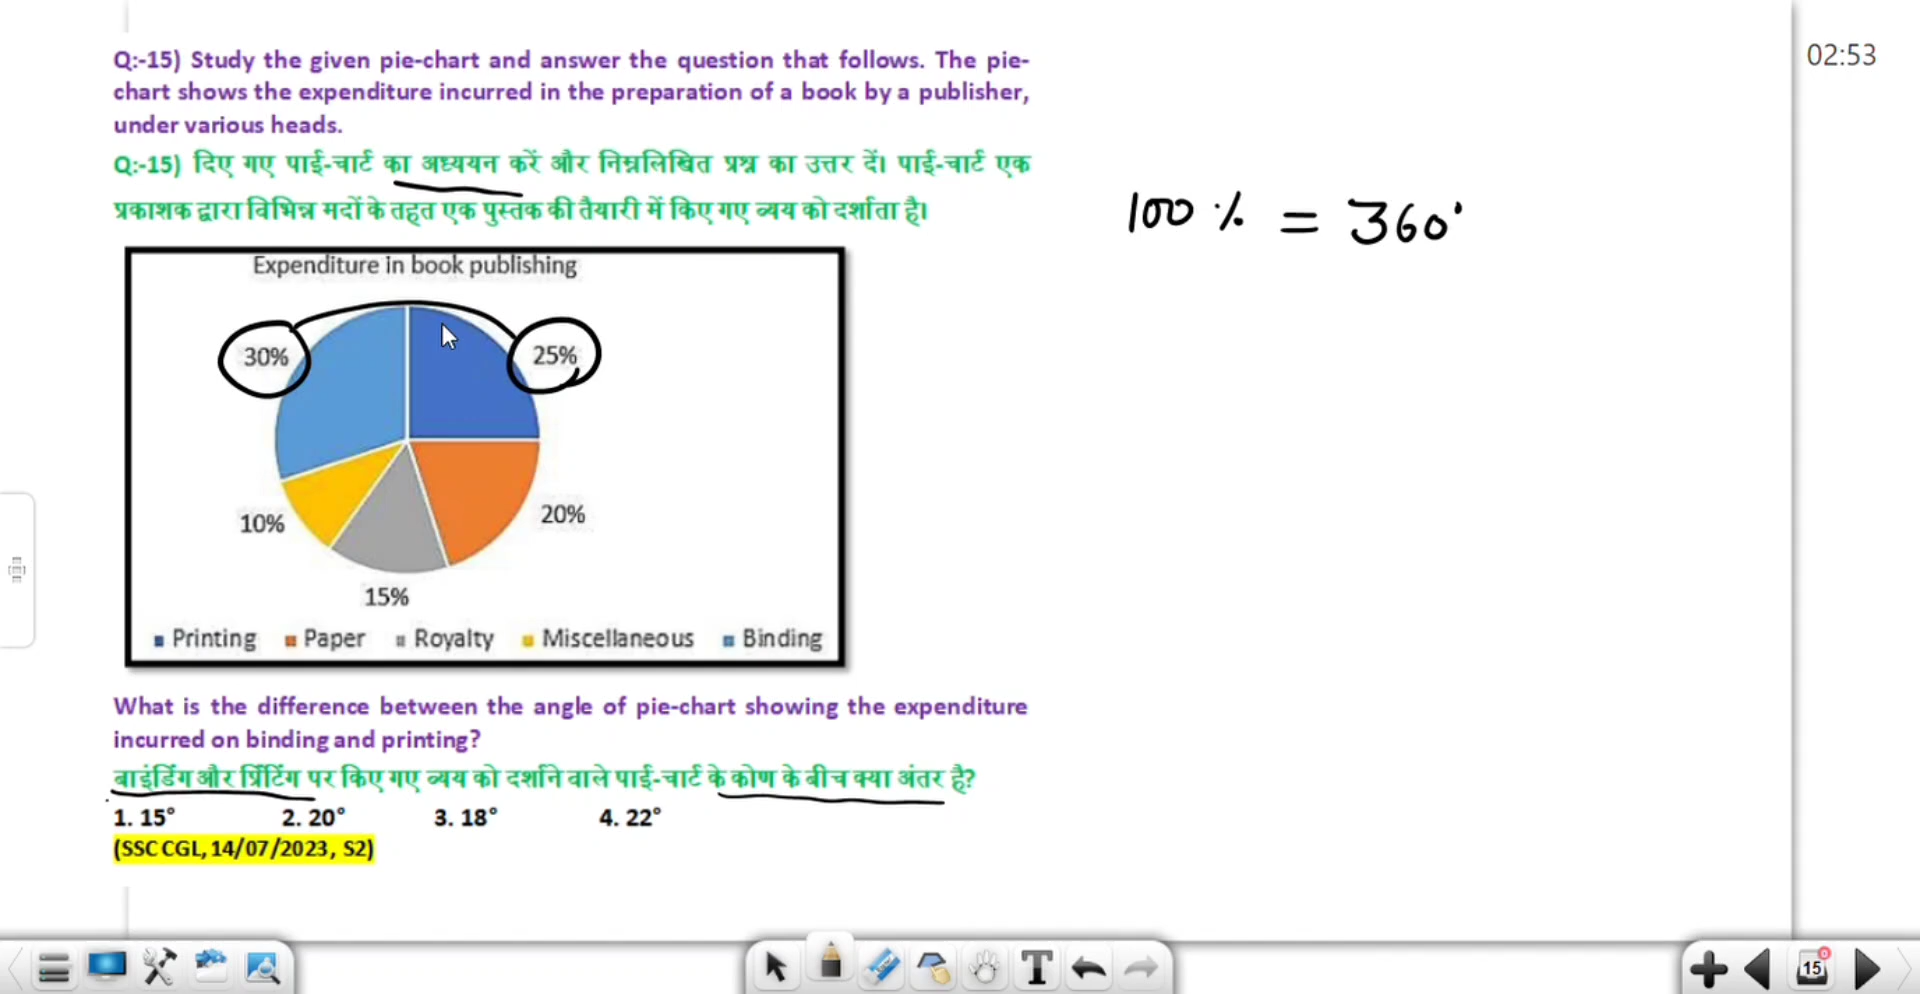 02:53
Q:-15) Study the given pie-chart and answer the question that follows. The pie-
chart shows the expenditure incurred in the preparation of a book by a publisher,
under various heads.
Q:-15) दिए गए पाई-चार्ट का अध्ययन करें और निम्नलिखित प्रश्न का उत्तर दें। पाई-चार्ट एक
प्रकाशक द्वारा विभिन्न मदों के तहत एक पुस्तक की तैयारी में किए गए व्यय को दर्शाता है।
100 % = 360°
Expenditure in book publishing
30%
25%
10%
20%
15%
Printing Paper Royalty Miscellaneous Binding
What is the difference between the angle of pie-chart showing the expenditure
incurred on binding and printing?
बाइंडिंग और प्रिंटिंग पर किए गए व्यय को दर्शाने वाले पाई-चार्ट के कोण के बीच क्या अंतर है?
1. 15° 2. 20° 3. 18° 4. 22°
(SSC CGL, 14/07/2023, S2)
T
15
0